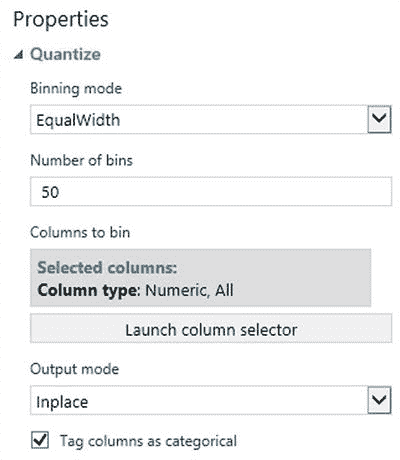 Properties
Quantize
Binning mode
EqualWidth
Number of bins
50
Columns to bin
Selected columns:
Column type: Numeric, All
Launch column selector
Output mode
Inplace
Tag columns as categorical